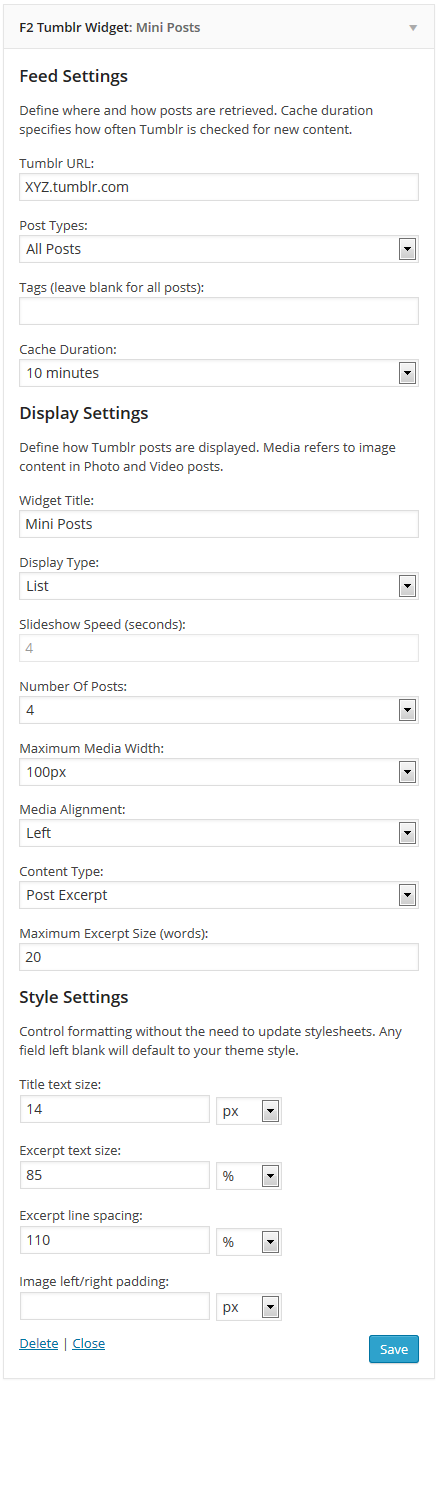 F2 Tumblr Widget: Mini Posts
Feed Settings
Define where and how posts are retrieved. Cache duration
specifies how often Tumblr is checked for new content.
Tumblr URL:
XYZ.tumblr.com
Post Types:
All Posts
Tags (leave blank for all posts):
Cache Duration:
10 minutes
Display Settings
Define how Tumblr posts are displayed. Media refers to image
content in Photo and Video posts.
Widget Title:
Mini Posts
Display Type:
List
Slideshow Speed (seconds):
4
Number Of Posts:
4
Maximum Media Width:
100px
Media Alignment:
Left
Content Type:
Post Excerpt
Maximum Excerpt Size (words):
20
Style Settings
Control formatting without the need to update stylesheets. Any
field left blank will default to your theme style.
Title text size:
14 px
Excerpt text size:
85 %
Excerpt line spacing:
110 %
Image left/right padding:
px
Delete | Close Save